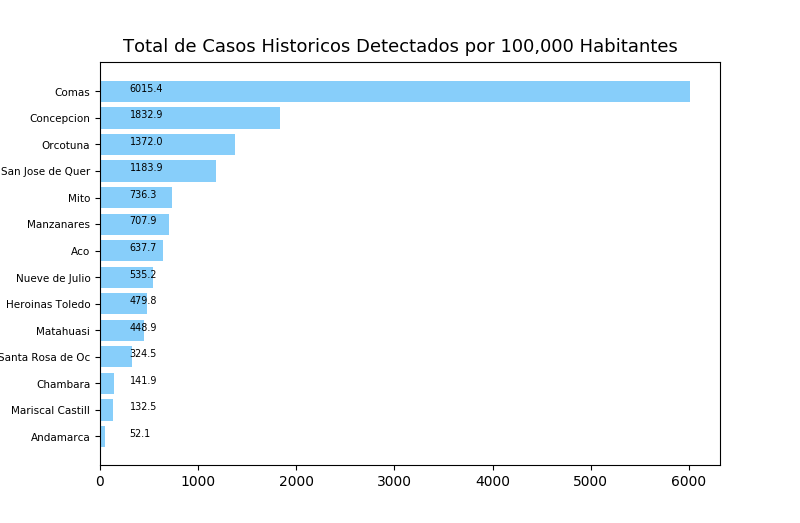 Total de Casos Historicos Detectados por 100,000 Habitantes
Comas 6015.4
Concepcion 1832.9
Orcotuna 1372.0
San Jose de Quer 1183.9
Mito 736.3
Manzanares 707.9
Aco 637.7
Nueve de Julio 535.2
Heroinas Toledo 479.8
Matahuasi 448.9
Santa Rosa de Oc 324.5
Chambara 141.9
Mariscal Castill 132.5
Andamarca 52.1
0 1000 2000 3000 4000 5000 6000